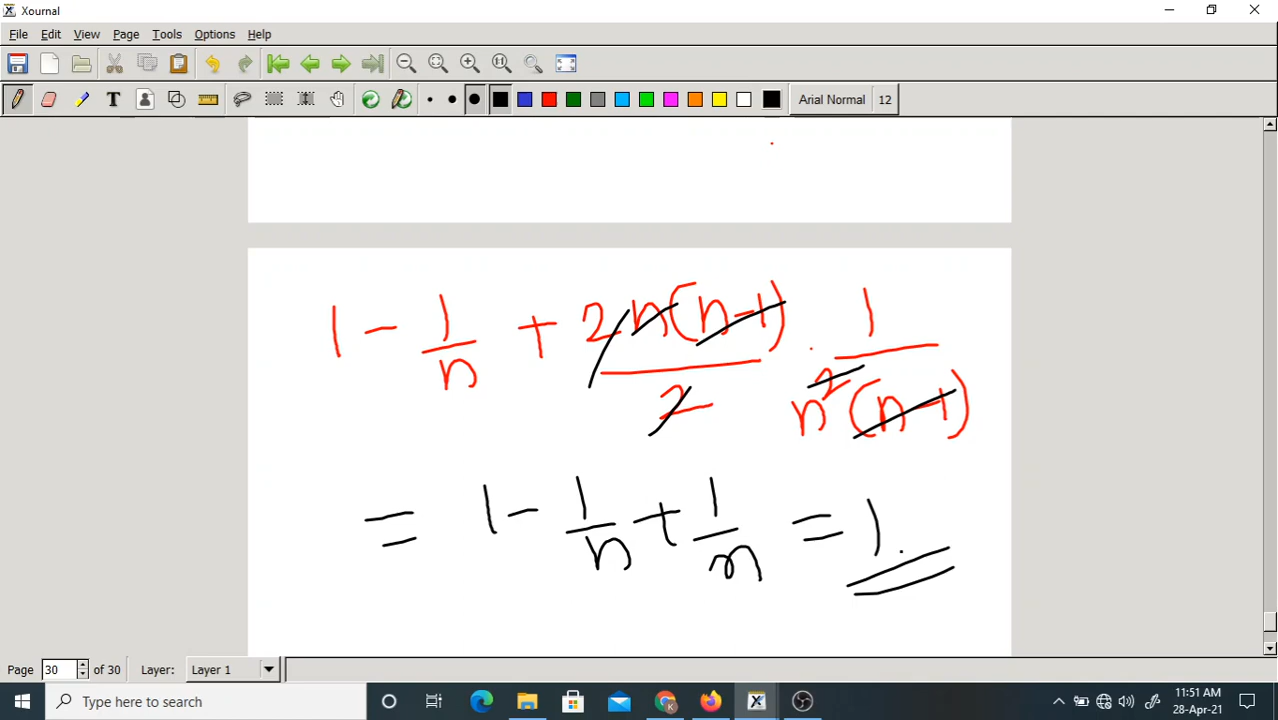 Xournal
File Edit View Page Tools Options Help
T Arial Normal 12
1 - 1/n + 2n(n-1)/2 . 1/n²(n-1)
= 1 - 1/n + 1/n = 1.
Page 30 of 30 Layer: Layer 1
Type here to search
11:51 AM
28-Apr-21